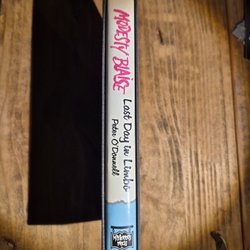 MODESTY BLAISE
Last Day in Limbo
Peter O'Donnell